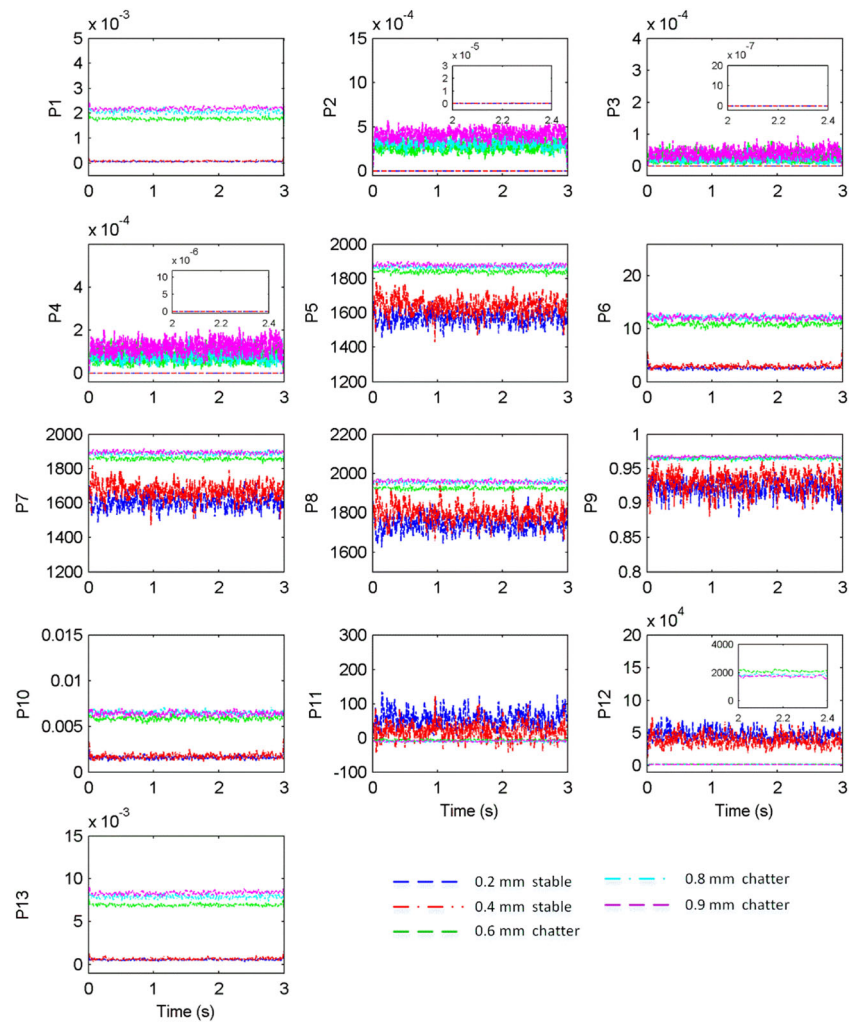 x 10^-3
5
4
3
2
1
0
P1
0 1 2 3
x 10^-4
15
10
5
0
P2
x 10^-5
3
2
1
0
2 2.2 2.4
0 1 2 3
x 10^-4
4
3
2
1
0
P3
x 10^-7
20
10
0
2 2.2 2.4
0 1 2 3
x 10^-4
6
4
2
0
P4
x 10^-6
10
5
0
2 2.2 2.4
0 1 2 3
2000
1800
1600
1400
1200
P5
0 1 2 3
20
10
0
P6
0 1 2 3
2000
1800
1600
1400
1200
P7
0 1 2 3
2200
2000
1800
1600
1400
P8
0 1 2 3
1
0.95
0.9
0.85
0.8
P9
0 1 2 3
0.015
0.01
0.005
0
P10
0 1 2 3
300
200
100
0
-100
P11
0 1 2 3
Time (s)
x 10^4
20
15
10
5
0
P12
4000
2000
0
2 2.2 2.4
0 1 2 3
Time (s)
x 10^-3
15
10
5
0
P13
0 1 2 3
Time (s)
0.2 mm stable
0.4 mm stable
0.6 mm chatter
0.8 mm chatter
0.9 mm chatter